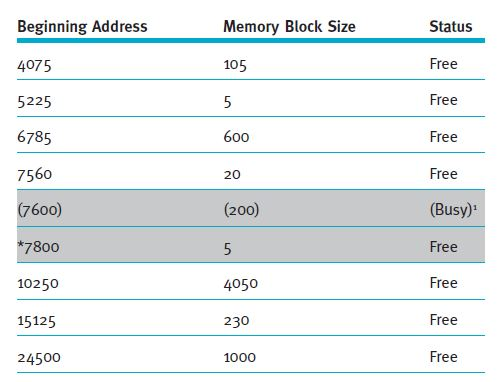 Beginning Address Memory Block Size Status
4075 105 Free
5225 5 Free
6785 600 Free
7560 20 Free
(7600) (200) (Busy)¹
*7800 5 Free
10250 4050 Free
15125 230 Free
24500 1000 Free